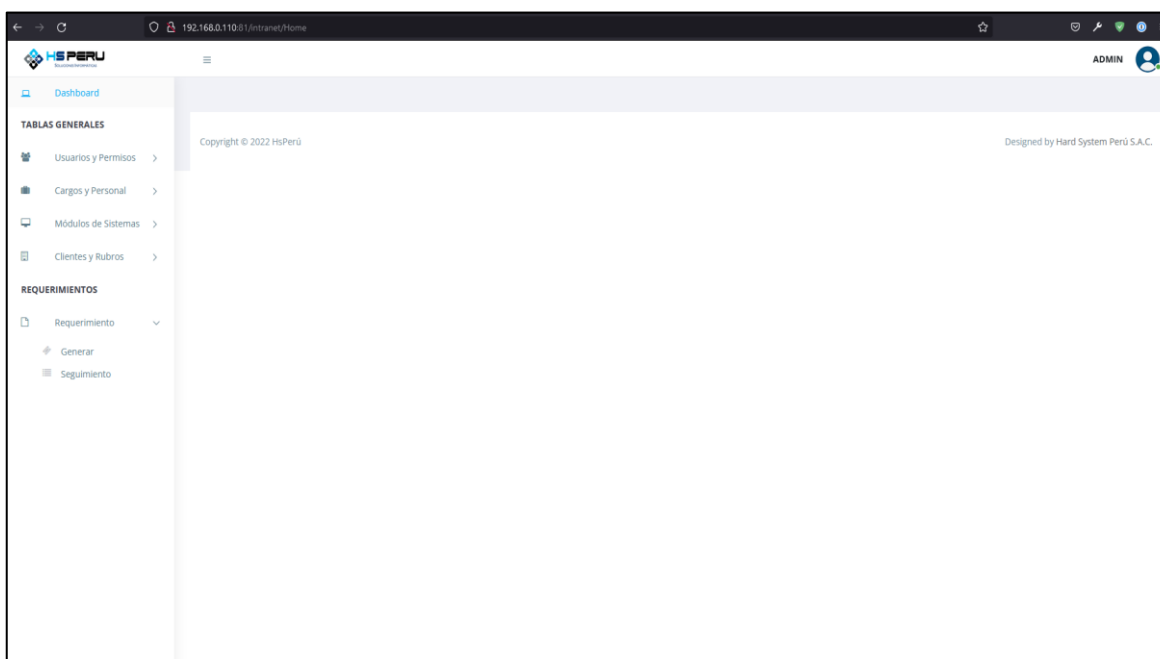 192.168.0.110:81/intranet/Home
HS PERU
ADMIN
Dashboard
TABLAS GENERALES
Usuarios y Permisos
Cargos y Personal
Módulos de Sistemas
Clientes y Rubros
REQUERIMIENTOS
Requerimiento
Generar
Seguimiento
Copyright © 2022 HsPerú
Designed by Hard System Perú S.A.C.